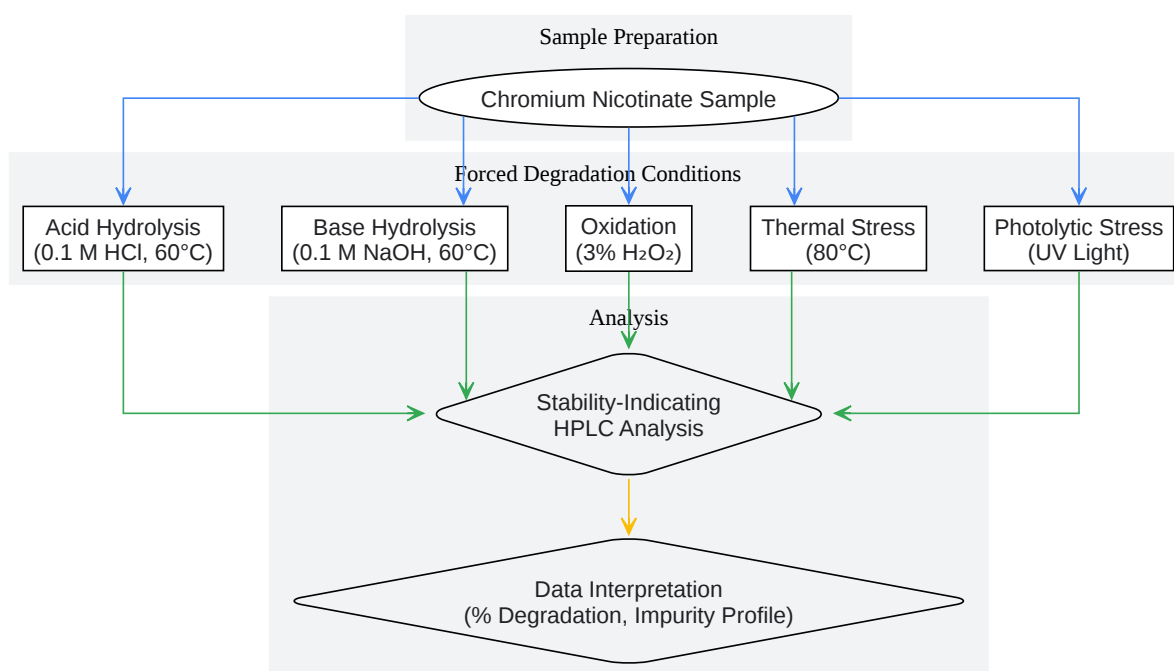 Sample Preparation
Chromium Nicotinate Sample
Forced Degradation Conditions
Acid Hydrolysis
(0.1 M HCl, 60°C)
Base Hydrolysis
(0.1 M NaOH, 60°C)
Oxidation
(3% H₂O₂)
Thermal Stress
(80°C)
Photolytic Stress
(UV Light)
Analysis
Stability-Indicating
HPLC Analysis
Data Interpretation
(% Degradation, Impurity Profile)